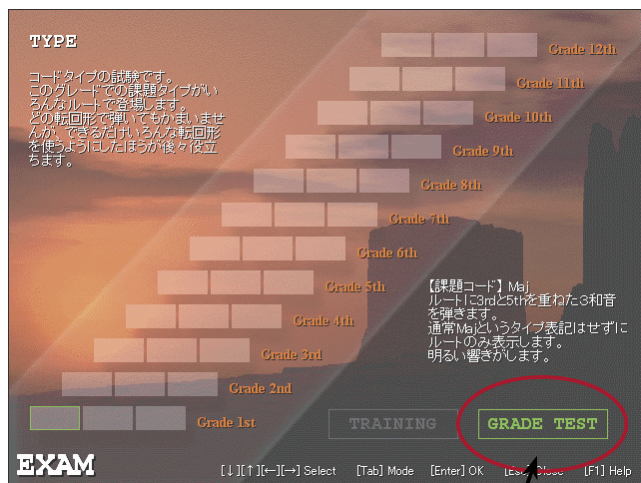 TYPE
コードタイプの試験です。
このグレードでの課題タイプがい
ろんなルートで登場します。
どの転回形で弾いてもかまいませ
んが、できるだけいろんな転回形
を使うようにしたほうが後々役立
ちます。
Grade 12th
Grade 11th
Grade 10th
Grade 9th
Grade 8th
Grade 7th
Grade 6th
Grade 5th
Grade 4th
Grade 3rd
Grade 2nd
Grade 1st
【課題コード】 Maj
ルートに3rdと5thを重ねた3和音
を弾きます。
通常Majというタイプ表記はせずに
ルートのみ表示します。
明るい響きがします。
TRAINING
GRADE TEST
EXAM
[↓][↑][←][→] Select [Tab] Mode [Enter] OK [Esc] Close [F1] Help